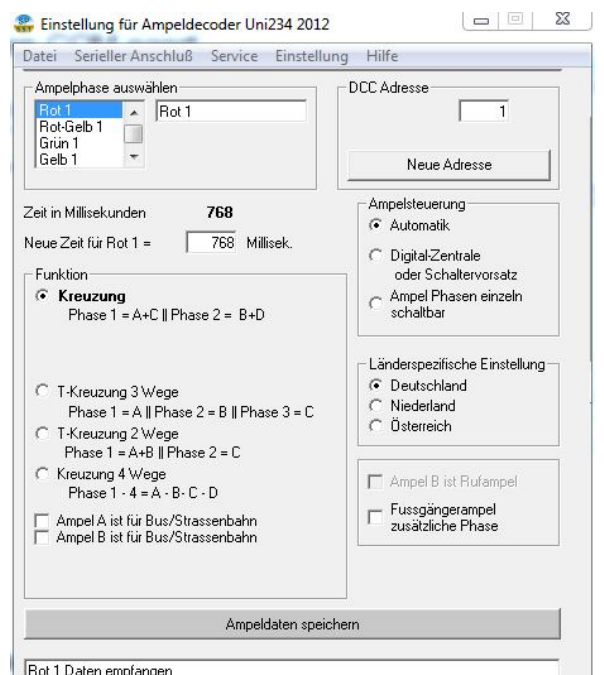 Einstellung für Ampeldecoder Uni234 2012
Datei Serieller Anschluß Service Einstellung Hilfe
Ampelphase auswählen
Rot 1
Rot-Gelb 1
Grün 1
Gelb 1
Rot 1
DCC Adresse
1
Neue Adresse
Zeit in Millisekunden 768
Neue Zeit für Rot 1 = 768 Millisek.
Ampelsteuerung
Automatik
Digital-Zentrale
oder Schaltervorsatz
Ampel Phasen einzeln
schaltbar
Funktion
Kreuzung
Phase 1 = A+C || Phase 2 = B+D
T-Kreuzung 3 Wege
Phase 1 = A || Phase 2 = B || Phase 3 = C
T-Kreuzung 2 Wege
Phase 1 = A+B || Phase 2 = C
Kreuzung 4 Wege
Phase 1 - 4 = A - B- C - D
Ampel A ist für Bus/Strassenbahn
Ampel B ist für Bus/Strassenbahn
Länderspezifische Einstellung
Deutschland
Niederland
Österreich
Ampel B ist Rufampel
Fussgängerampel
zusätzliche Phase
Ampeldaten speichern
Rot 1 Daten empfangen